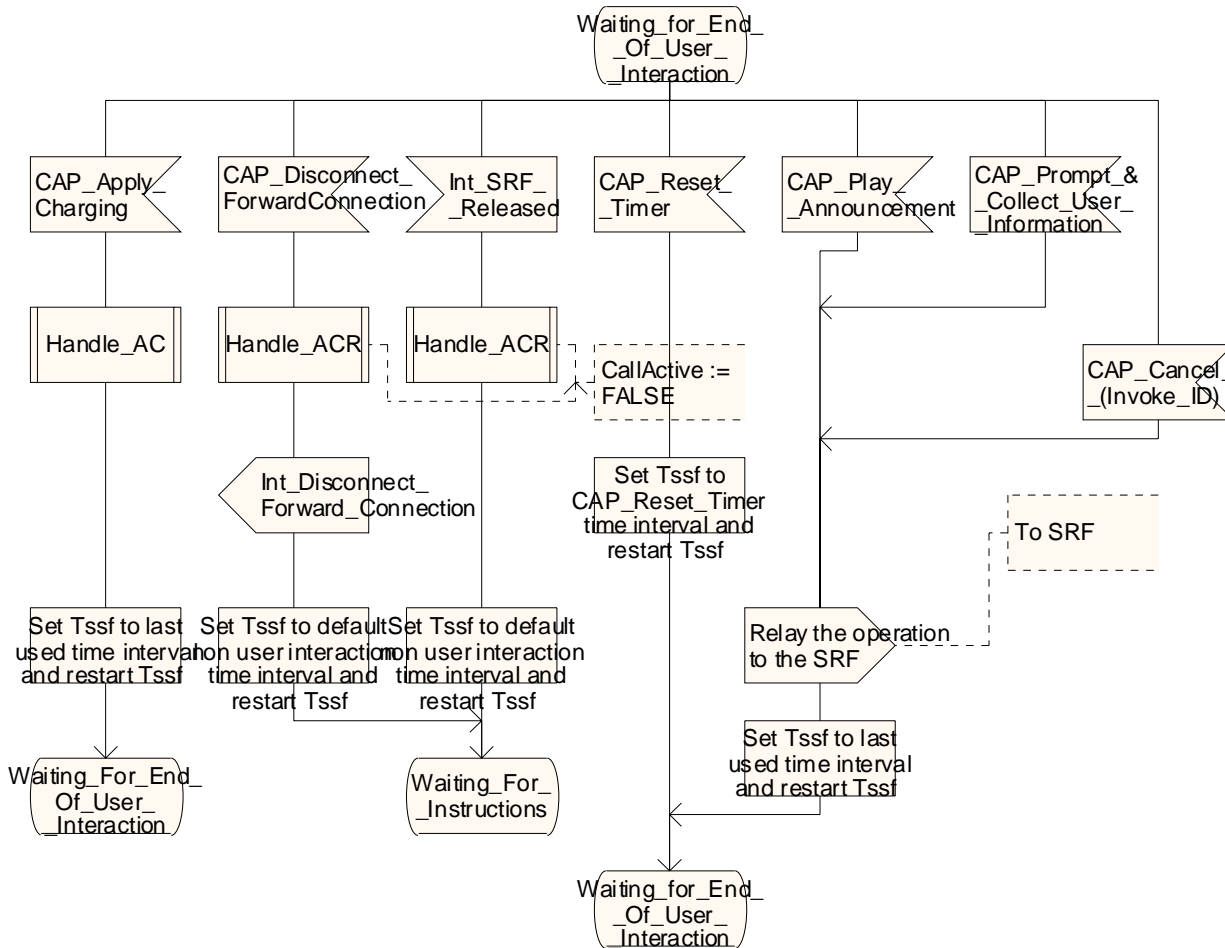 Waiting_for_End_
_Of_User_
_Interaction
CAP_Apply_
Charging
CAP_Disconnect_
ForwardConnection
Int_SRF_
_Released
CAP_Reset_
_Timer
CAP_Play_
_Announcement
CAP_Prompt_&
_Collect_User_
_Information
Handle_AC
Handle_ACR
Handle_ACR
CallActive :=
FALSE
CAP_Cancel_
_(Invoke_ID)
Int_Disconnect_
Forward_Connection
Set Tssf to
CAP_Reset_Timer
time interval and
restart Tssf
To SRF
Set Tssf to last
used time interval
and restart Tssf
Set Tssf to default
non user interaction
time interval and
restart Tssf
Set Tssf to default
non user interaction
time interval and
restart Tssf
Relay the operation
to the SRF
Set Tssf to last
used time interval
and restart Tssf
Waiting_For_End_
Of_User_
_Interaction
Waiting_For_
_Instructions
Waiting_for_End_
_Of_User_
_Interaction